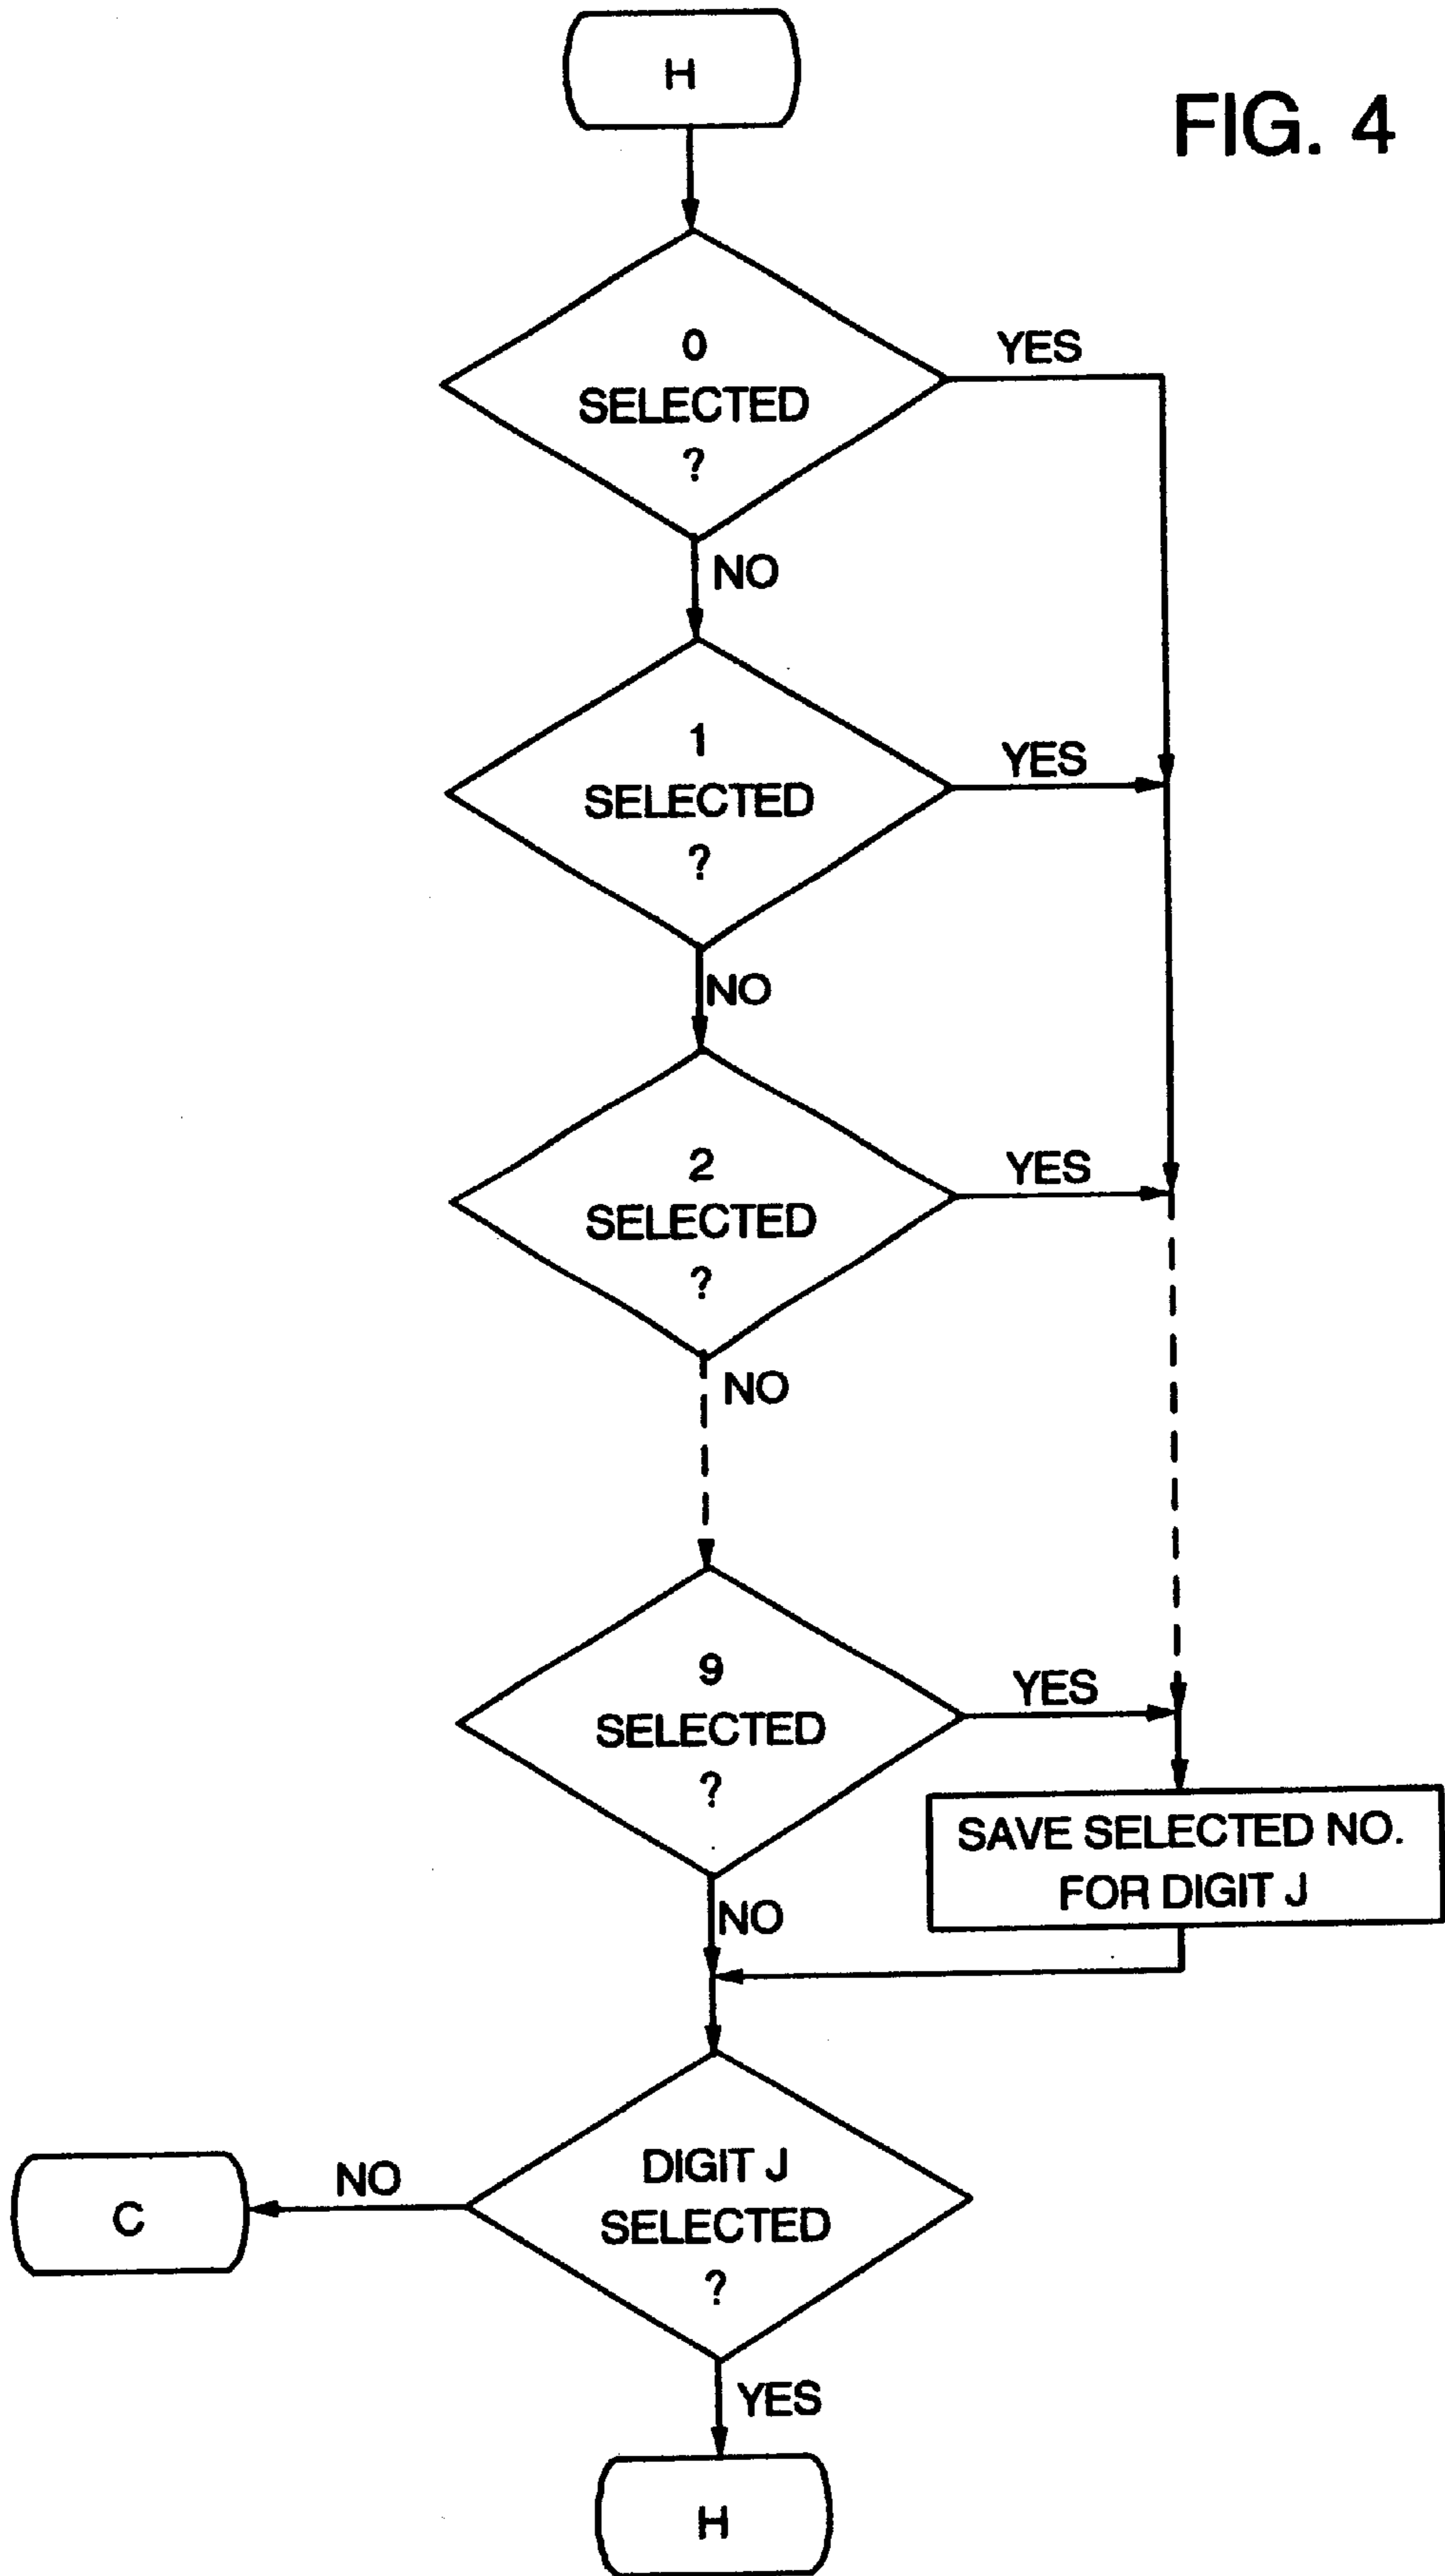 H
FIG. 4
0
SELECTED
?
YES
NO
1
SELECTED
?
YES
NO
2
SELECTED
?
YES
NO
9
SELECTED
?
YES
NO
SAVE SELECTED NO.
FOR DIGIT J
DIGIT J
SELECTED
?
NO
C
YES
H